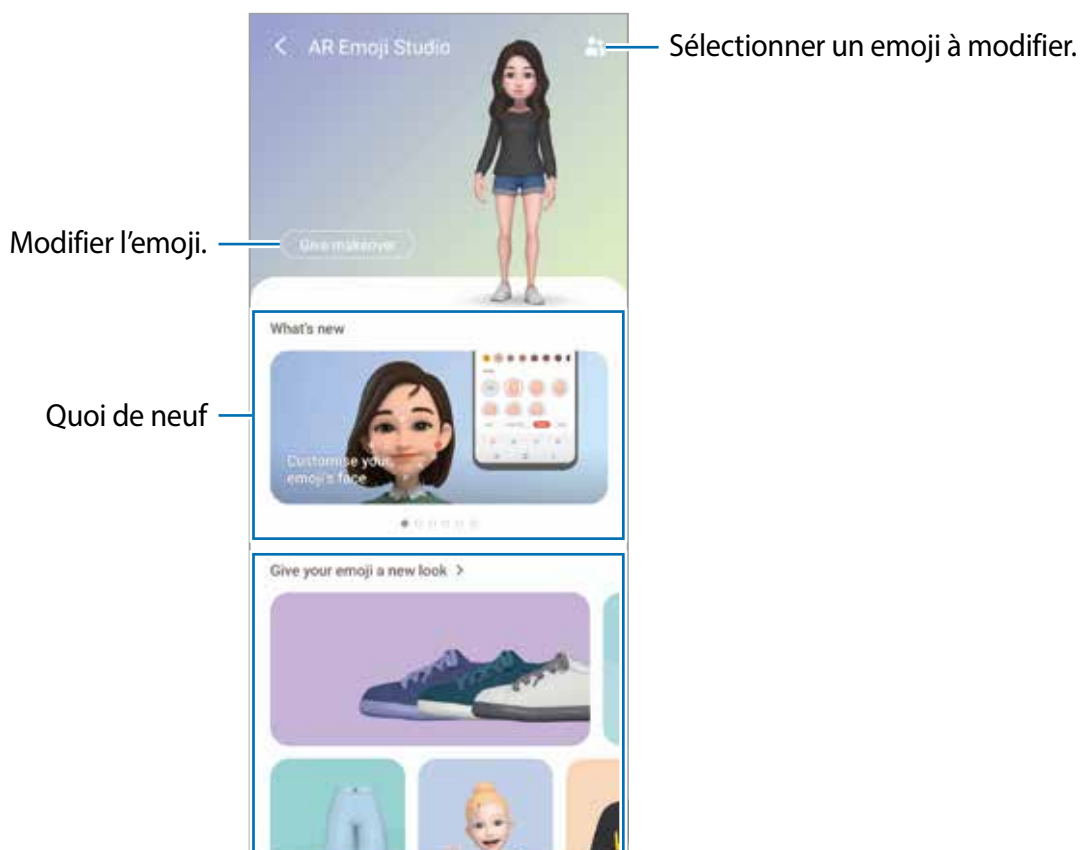 AR Emoji Studio
Sélectionner un emoji à modifier.
Modifier l'emoji.
Give makeover
What's new
Quoi de neuf
Customise your
emoji's face
Give your emoji a new look >